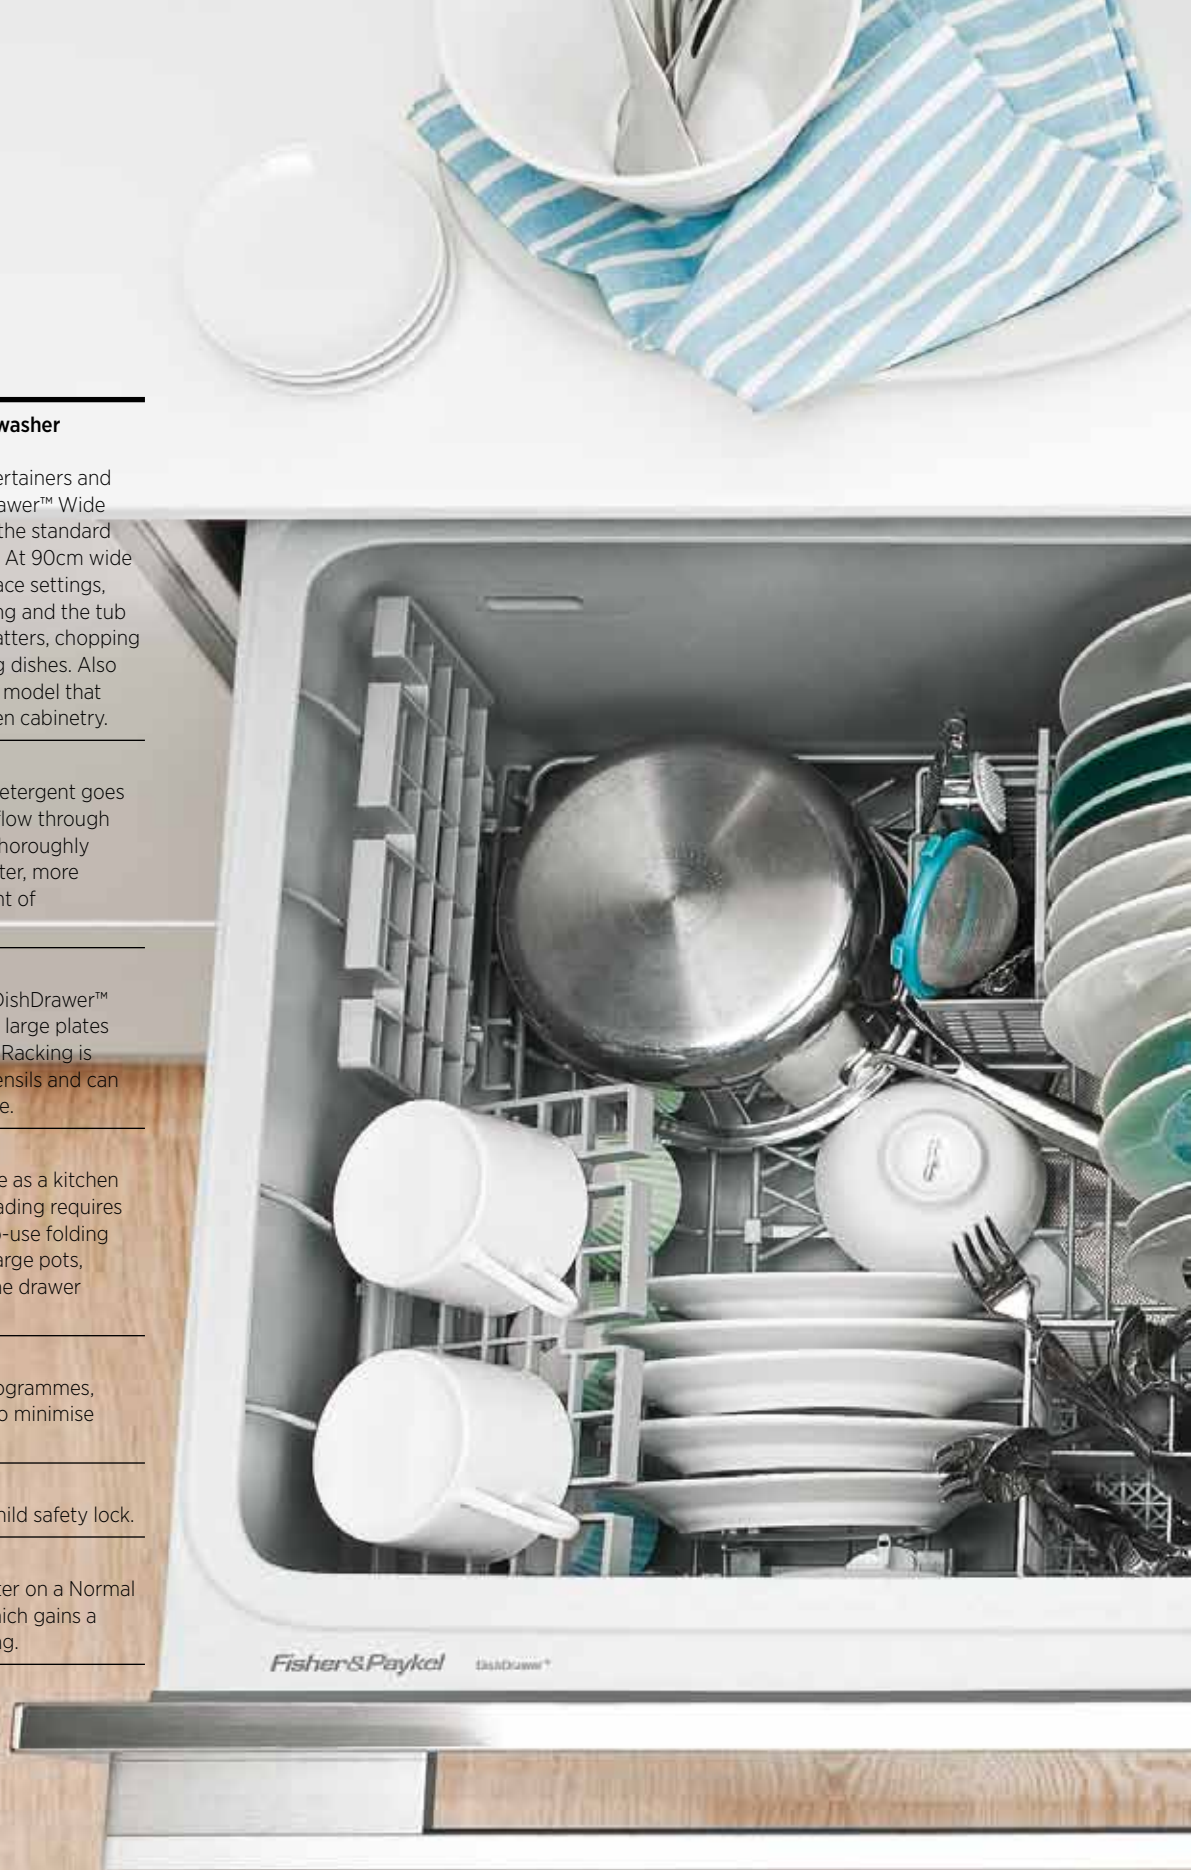 washer
ertainers and
awer™ Wide
the standard
At 90cm wide
ace settings,
ng and the tub
atters, chopping
g dishes. Also
model that
en cabinetry.
etergent goes
flow through
horoughly
ter, more
nt of
DishDrawer™
large plates
Racking is
ensils and can
e.
e as a kitchen
ading requires
o-use folding
arge pots,
he drawer
ogrammes,
o minimise
hild safety lock.
ter on a Normal
hich gains a
ng.
Fisher&Paykel DishDrawer®